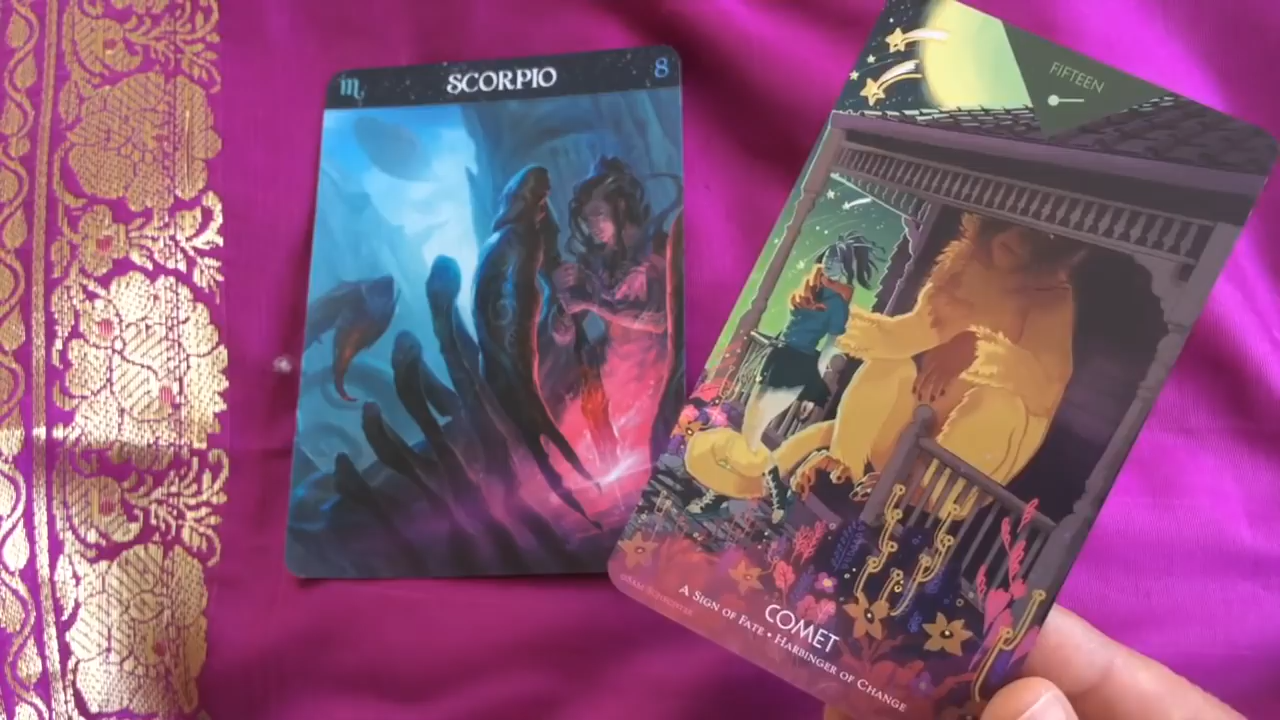 ♏ SCORPIO 8
FIFTEEN
COMET
A SIGN OF FATE • HARBINGER OF CHANGE